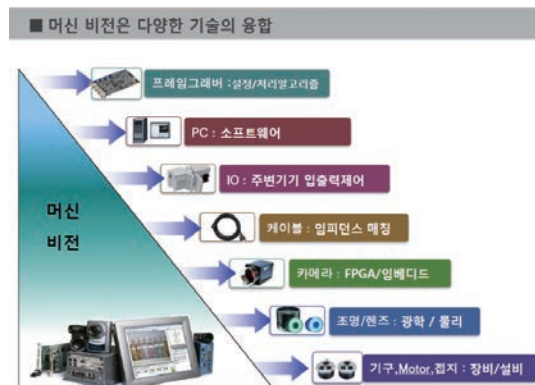 ■ 머신 비전은 다양한 기술의 융합
프레임그래버 : 설정/처리알고리즘
PC : 소프트웨어
IO : 주변기기 입출력제어
머신
비전
케이블 : 임피던스 매칭
카메라 : FPGA/임베디드
조명/렌즈 : 광학 / 물리
기구,Motor,접지 : 장비/설비